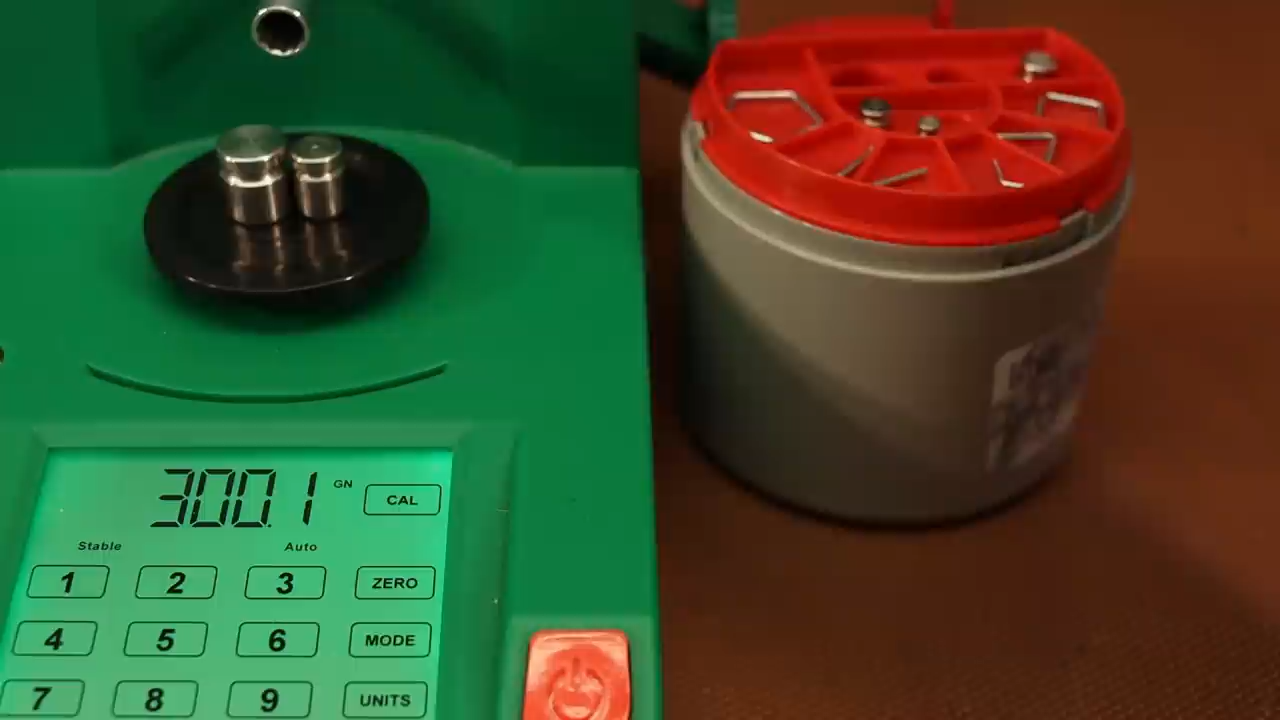 300.1 GN CAL
Stable Auto
1 2 3 ZERO
4 5 6 MODE
7 8 9 UNITS